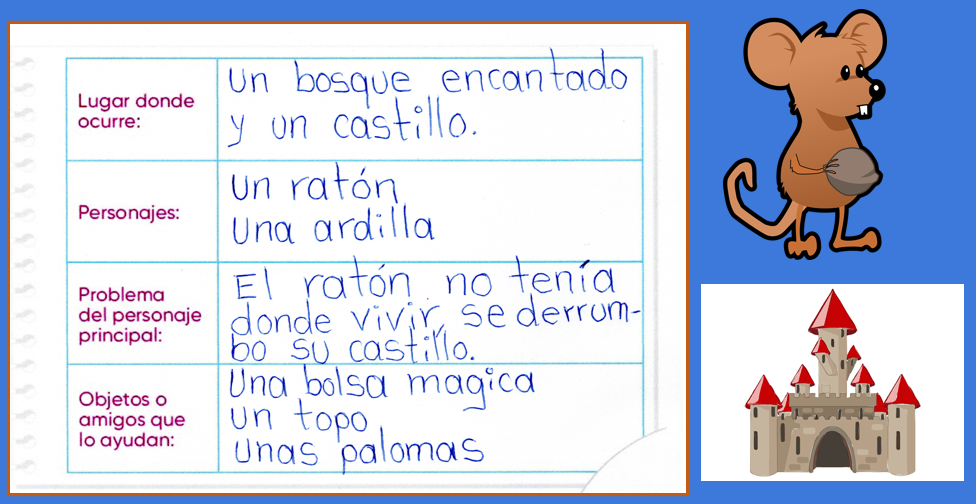 Lugar donde
ocurre:
un bosque encantado
y un castillo.
Personajes:
un ratón
una ardilla
Problema
del personaje
principal:
El ratón no tenía
donde vivir, se derrum-
bo su castillo.
Objetos o
amigos que
lo ayudan:
Una bolsa magica
un topo
unas palomas